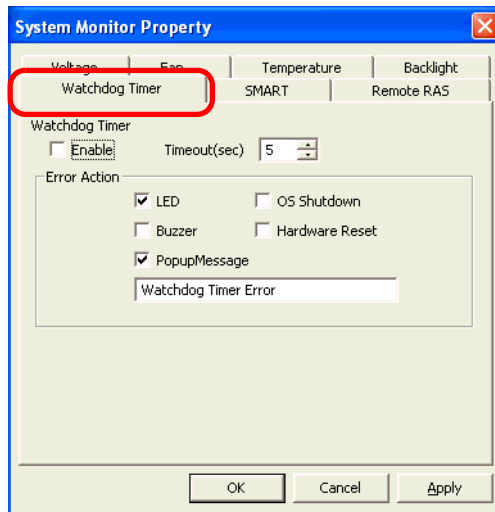 System Monitor Property
Voltage Fan Temperature Backlight
Watchdog Timer SMART Remote RAS
Watchdog Timer
Enable Timeout(sec) 5
Error Action
LED OS Shutdown
Buzzer Hardware Reset
PopupMessage
Watchdog Timer Error
OK Cancel Apply